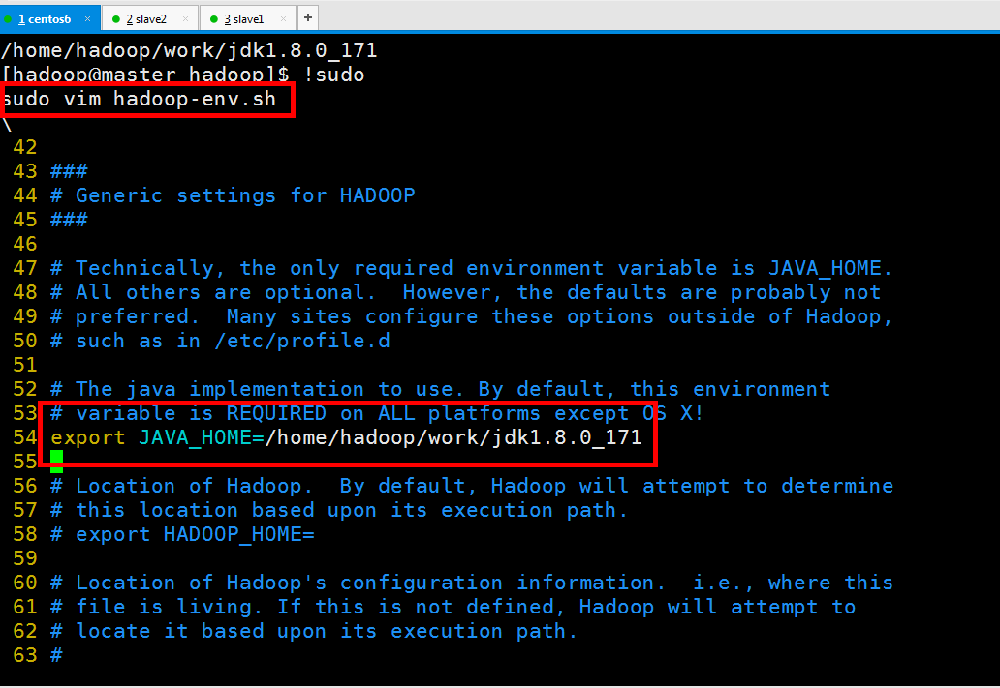 1 centos6 × 2 slave2 × 3 slave1 × +
/home/hadoop/work/jdk1.8.0_171
[hadoop@master hadoop]$ !sudo
sudo vim hadoop-env.sh
\
42
43 ###
44 # Generic settings for HADOOP
45 ###
46
47 # Technically, the only required environment variable is JAVA_HOME.
48 # All others are optional.  However, the defaults are probably not
49 # preferred.  Many sites configure these options outside of Hadoop,
50 # such as in /etc/profile.d
51
52 # The java implementation to use. By default, this environment
53 # variable is REQUIRED on ALL platforms except OS X!
54 export JAVA_HOME=/home/hadoop/work/jdk1.8.0_171
55
56 # Location of Hadoop.  By default, Hadoop will attempt to determine
57 # this location based upon its execution path.
58 # export HADOOP_HOME=
59
60 # Location of Hadoop's configuration information.  i.e., where this
61 # file is living. If this is not defined, Hadoop will attempt to
62 # locate it based upon its execution path.
63 #